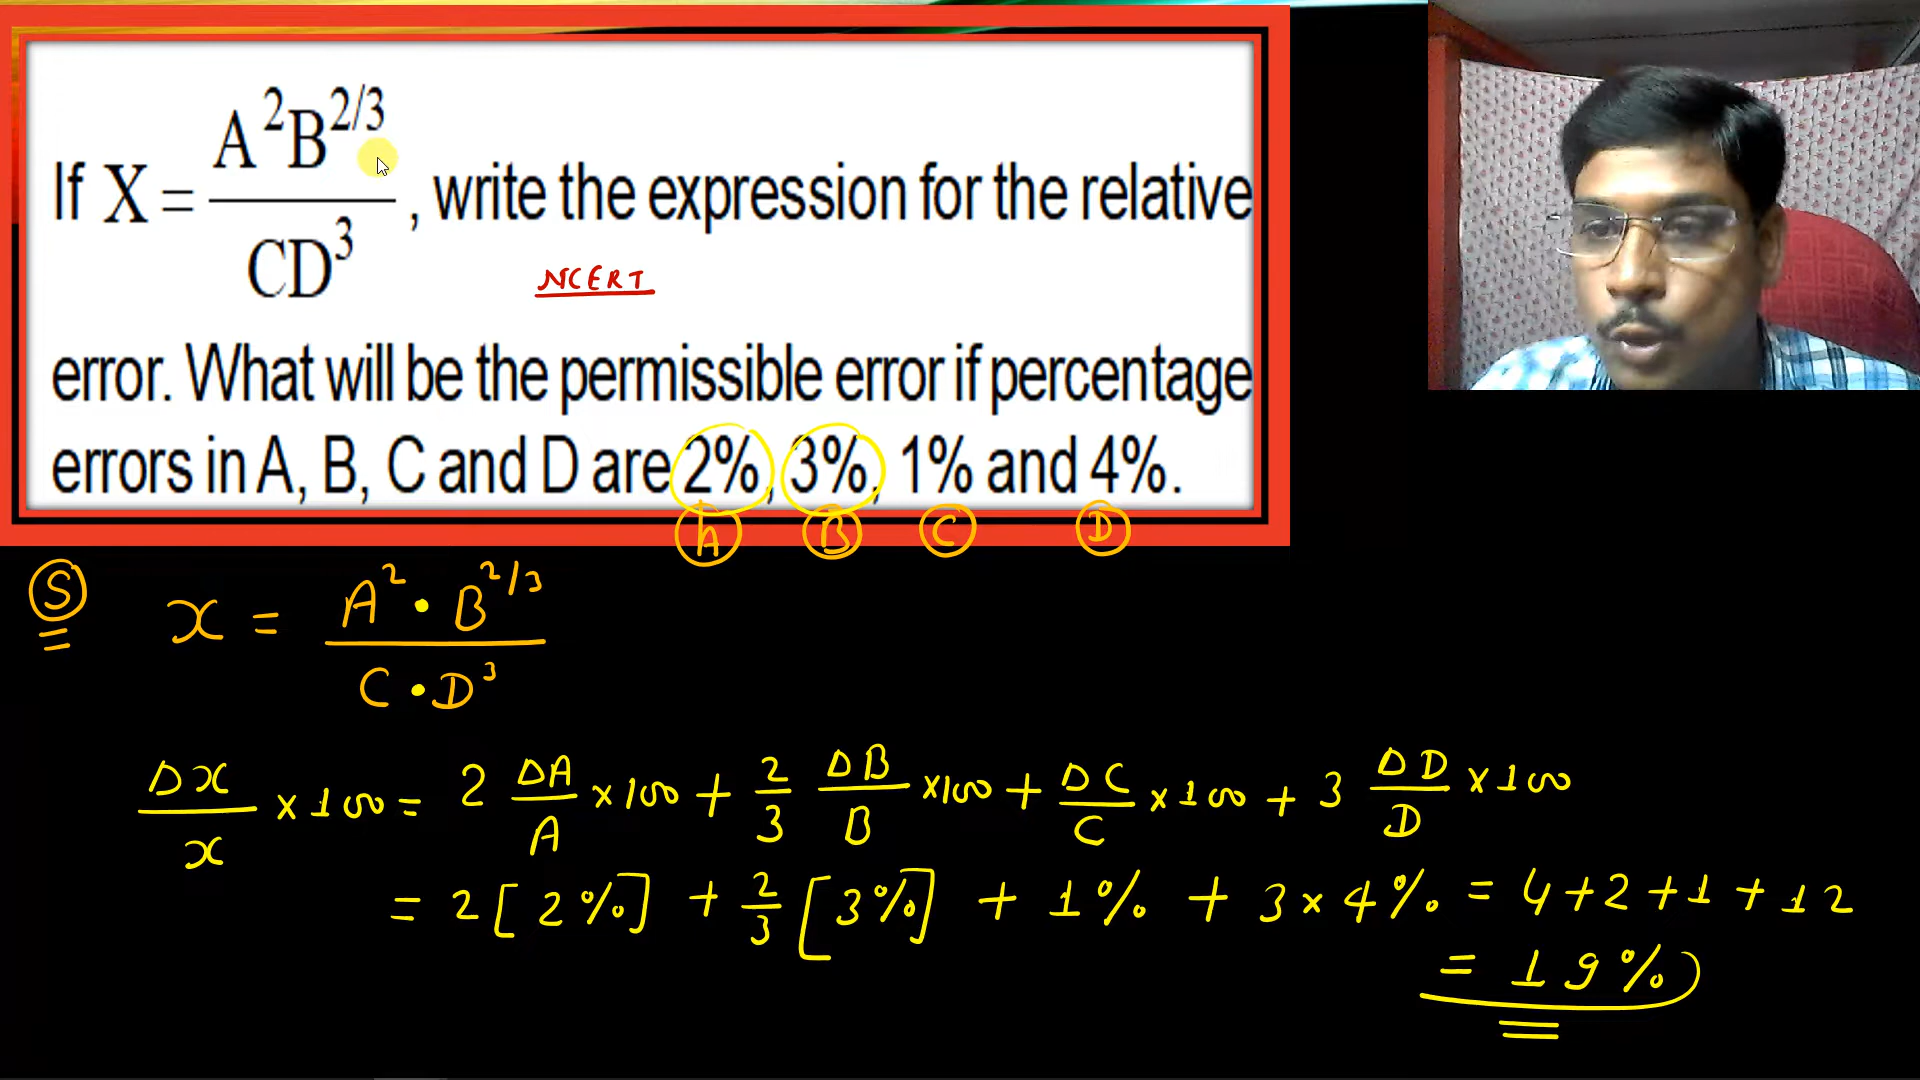 If X = A²B^2/3 / CD³ , write the expression for the relative
NCERT
error. What will be the permissible error if percentage
errors in A, B, C and D are 2%, 3%, 1% and 4%.
A B C D
S x = A² · B^2/3 / C · D³
Δx/x ×100 = 2 ΔA/A ×100 + 2/3 ΔB/B ×100 + ΔC/C ×100 + 3 ΔD/D ×100
= 2[2%] + 2/3 [3%] + 1% + 3×4% = 4+2+1+12
= 19%